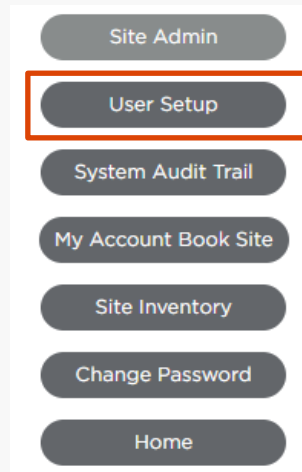 Site Admin
User Setup
System Audit Trail
My Account Book Site
Site Inventory
Change Password
Home